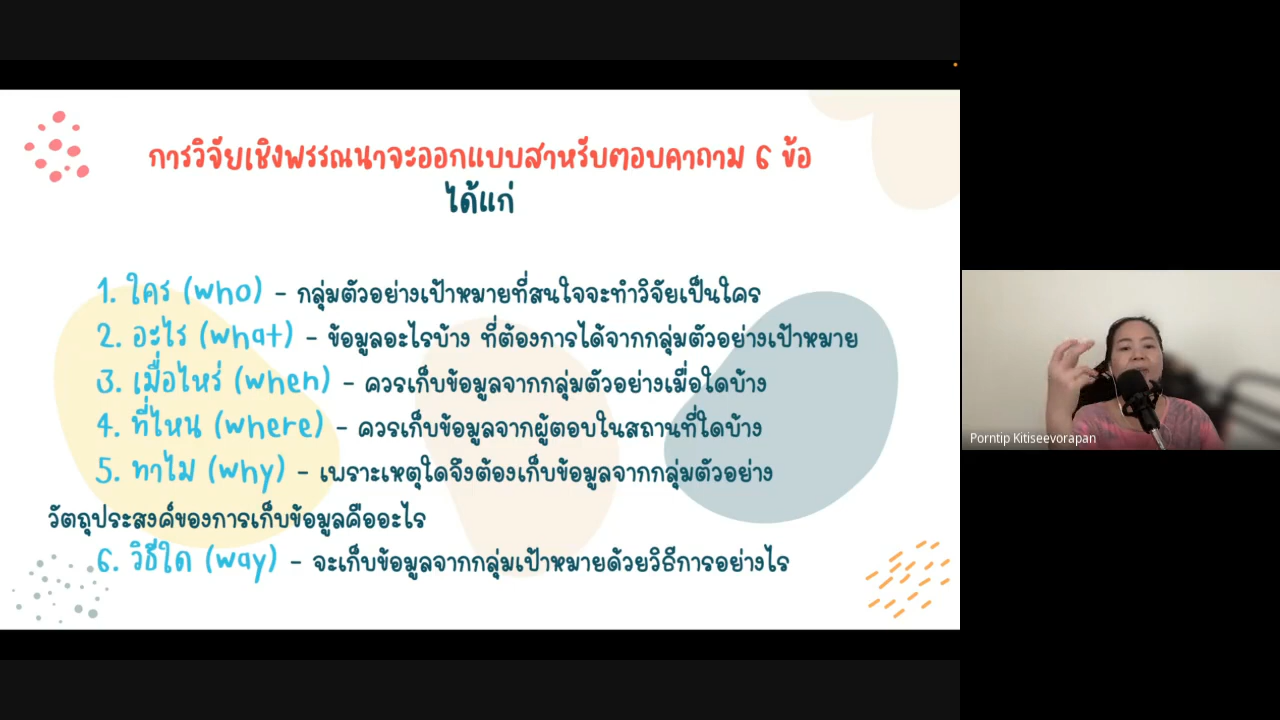 การวิจัยเชิงพรรณนาจะออกแบบสาหรับตอบคาถาม 6 ข้อ
ได้แก่
1. ใคร (who) - กลุ่มตัวอย่างเป้าหมายที่สนใจจะทำวิจัยเป็นใคร
2. อะไร (what) - ข้อมูลอะไรบ้าง ที่ต้องการได้จากกลุ่มตัวอย่างเป้าหมาย
3. เมื่อไหร่ (when) - ควรเก็บข้อมูลจากกลุ่มตัวอย่างเมื่อใดบ้าง
4. ที่ไหน (where) - ควรเก็บข้อมูลจากผู้ตอบในสถานที่ใดบ้าง
5. ทาไม (why) - เพราะเหตุใดจึงต้องเก็บข้อมูลจากกลุ่มตัวอย่าง
วัตถุประสงค์ของการเก็บข้อมูลคืออะไร
6. วิธีใด (way) - จะเก็บข้อมูลจากกลุ่มเป้าหมายด้วยวิธีการอย่างไร
Porntip Kitiseevorapan